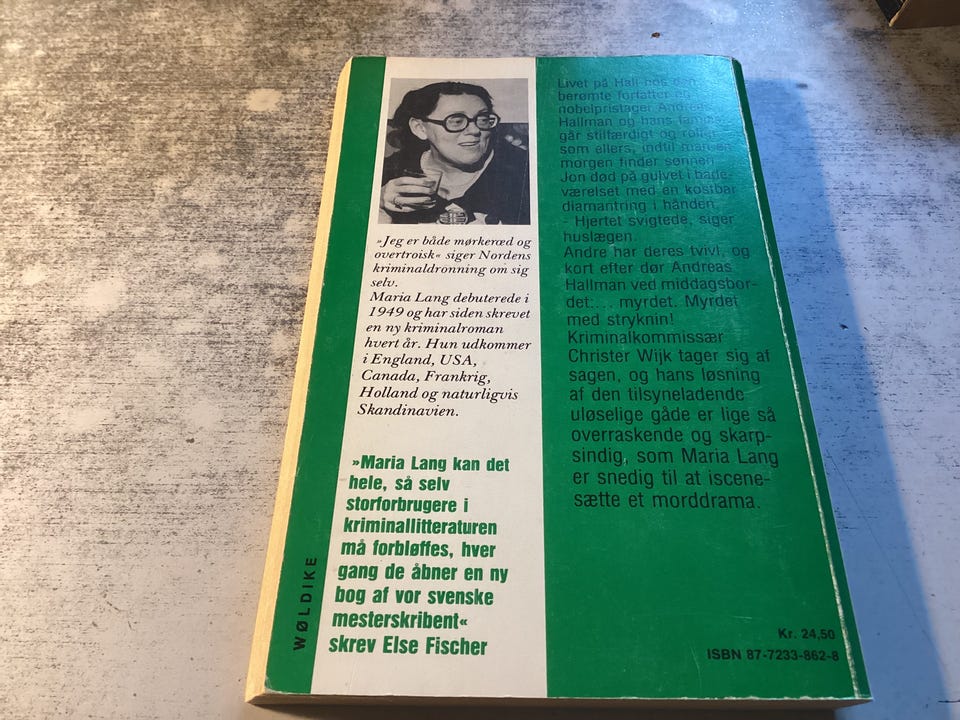 »Jeg er både mørkeræd og
overtroisk« siger Nordens
kriminaldronning om sig
selv.
Maria Lang debuterede i
1949 og har siden skrevet
en ny kriminalroman
hvert år. Hun udkommer
i England, USA,
Canada, Frankrig,
Holland og naturligvis
Skandinavien.
»Maria Lang kan det
hele, så selv
storforbrugere i
kriminallitteraturen
må forbløffes, hver
gang de åbner en ny
bog af vor svenske
mesterskribent«
skrev Else Fischer
Livet på Hall hos den
berømte forfatter og
nobelpristager Andreas
Hallman og hans familie
går stilfærdigt og roligt
som ellers, indtil man en
morgen finder sønnen
Jon død på gulvet i bade-
værelset med en kostbar
diamantring i hånden.
- Hjertet svigtede, siger
huslægen.
Andre har deres tvivl, og
kort efter dør Andreas
Hallman ved middagsbor-
det.... myrdet. Myrdet
med stryknin!
Kriminalkommissær
Christer Wijk tager sig af
sagen, og hans løsning
af den tilsyneladende
uløselige gåde er lige så
overraskende og skarp-
sindig, som Maria Lang
er snedig til at iscene-
sætte et morddrama.
WØLDIKE
Kr. 24,50
ISBN 87-7233-862-8